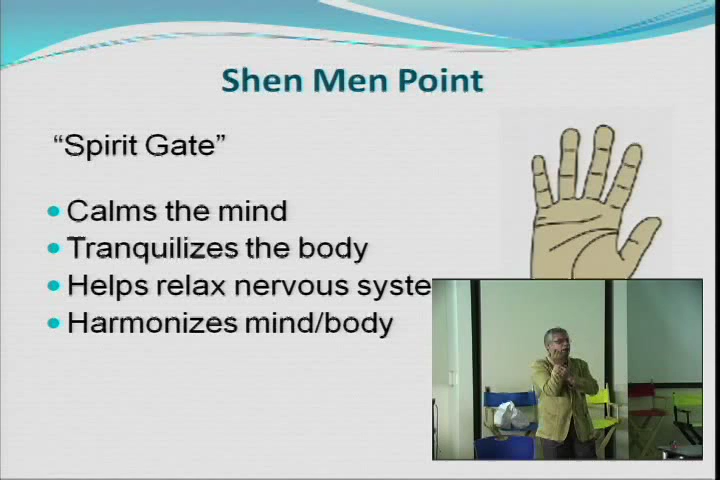 Shen Men Point
“Spirit Gate”
Calms the mind
Tranquilizes the body
Helps relax nervous syste
Harmonizes mind/body